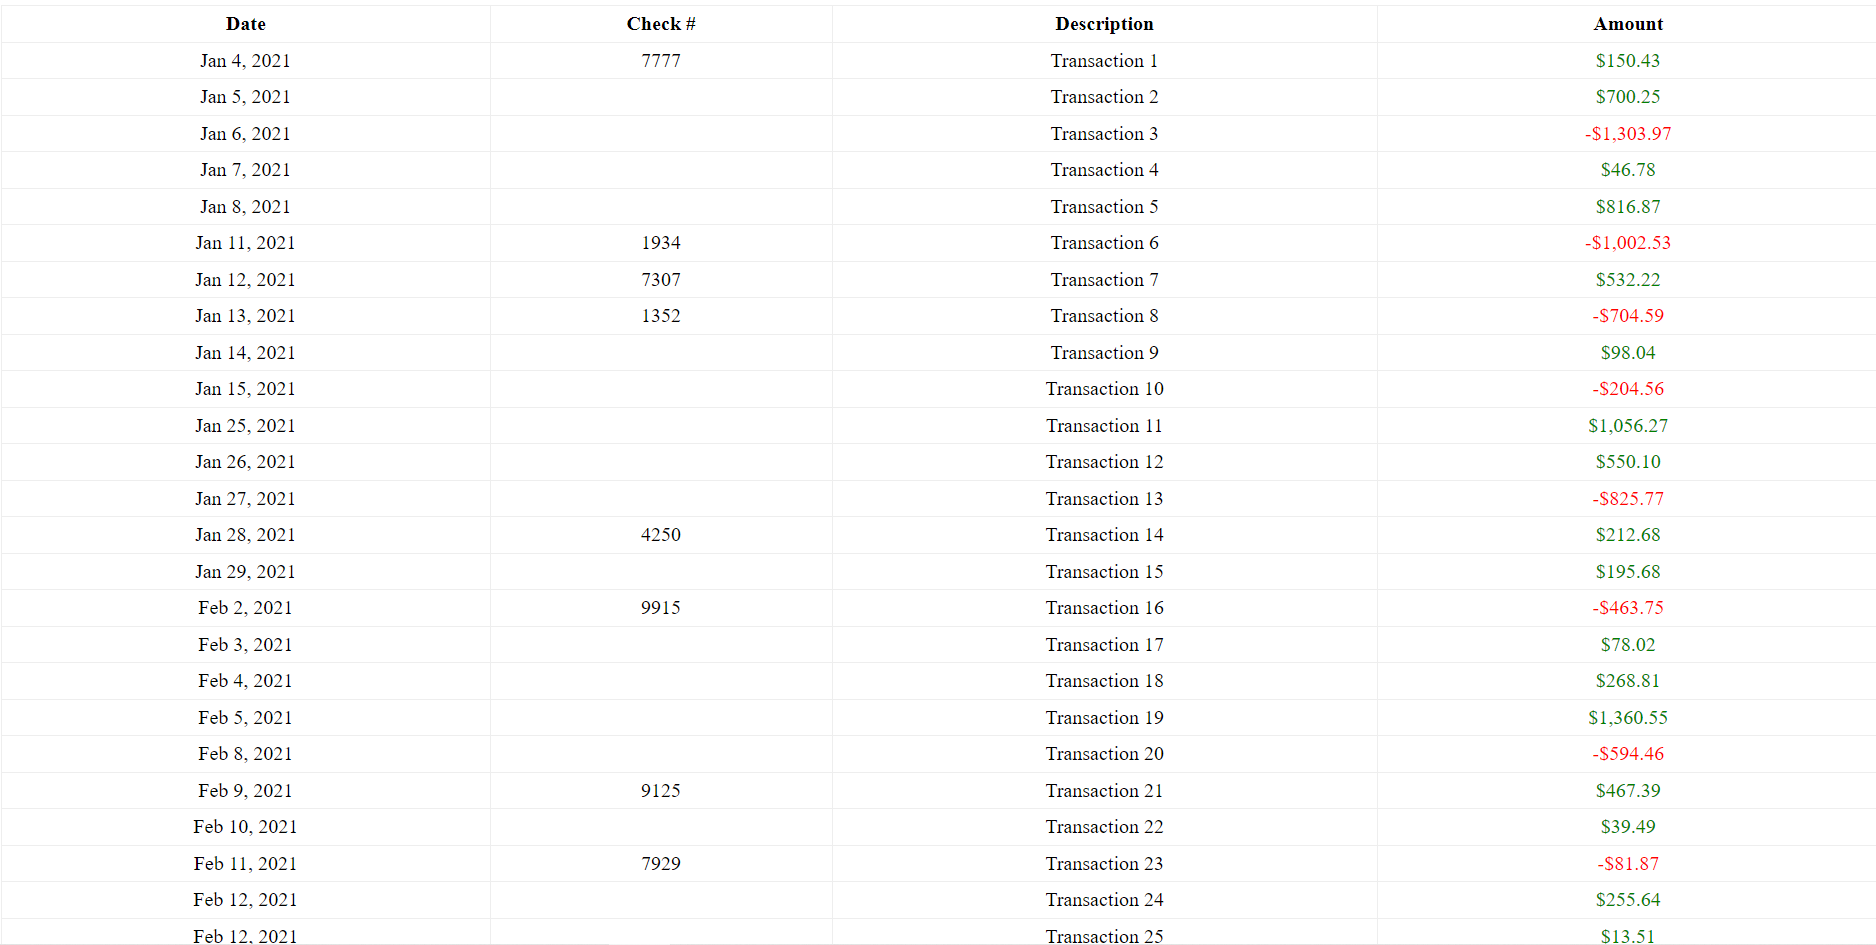 Date Check # Description Amount
Jan 4, 2021 7777 Transaction 1 $150.43
Jan 5, 2021 Transaction 2 $700.25
Jan 6, 2021 Transaction 3 -$1,303.97
Jan 7, 2021 Transaction 4 $46.78
Jan 8, 2021 Transaction 5 $816.87
Jan 11, 2021 1934 Transaction 6 -$1,002.53
Jan 12, 2021 7307 Transaction 7 $532.22
Jan 13, 2021 1352 Transaction 8 -$704.59
Jan 14, 2021 Transaction 9 $98.04
Jan 15, 2021 Transaction 10 -$204.56
Jan 25, 2021 Transaction 11 $1,056.27
Jan 26, 2021 Transaction 12 $550.10
Jan 27, 2021 Transaction 13 -$825.77
Jan 28, 2021 4250 Transaction 14 $212.68
Jan 29, 2021 Transaction 15 $195.68
Feb 2, 2021 9915 Transaction 16 -$463.75
Feb 3, 2021 Transaction 17 $78.02
Feb 4, 2021 Transaction 18 $268.81
Feb 5, 2021 Transaction 19 $1,360.55
Feb 8, 2021 Transaction 20 -$594.46
Feb 9, 2021 9125 Transaction 21 $467.39
Feb 10, 2021 Transaction 22 $39.49
Feb 11, 2021 7929 Transaction 23 -$81.87
Feb 12, 2021 Transaction 24 $255.64
Feb 12, 2021 Transaction 25 $13.51